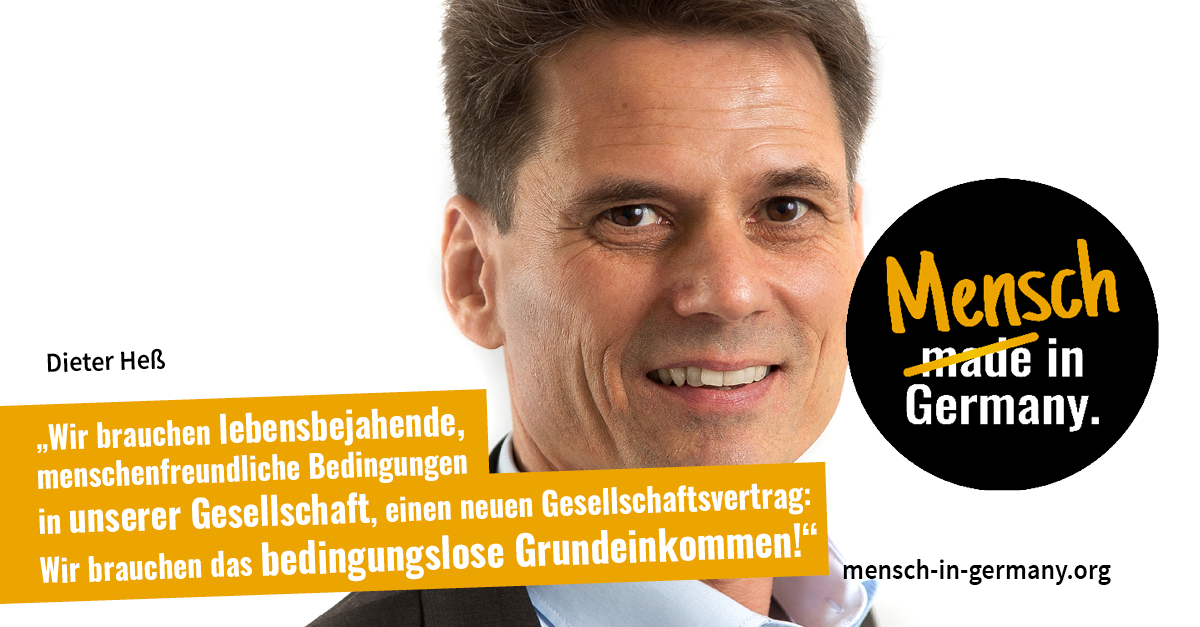 Dieter Heß
„Wir brauchen lebensbejahende,
menschenfreundliche Bedingungen
in unserer Gesellschaft, einen neuen Gesellschaftsvertrag:
Wir brauchen das bedingungslose Grundeinkommen!“
Mensch
made in
Germany.
mensch-in-germany.org